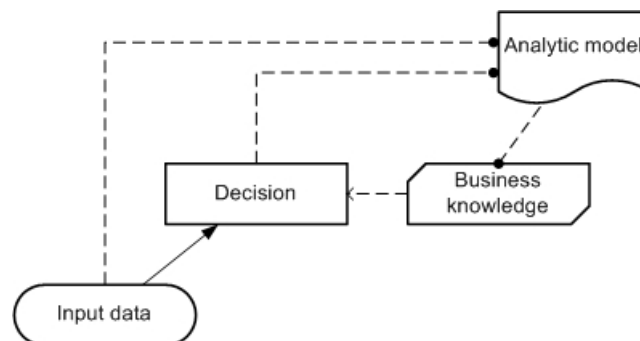 Analytic model
Decision
Business
knowledge
Input data